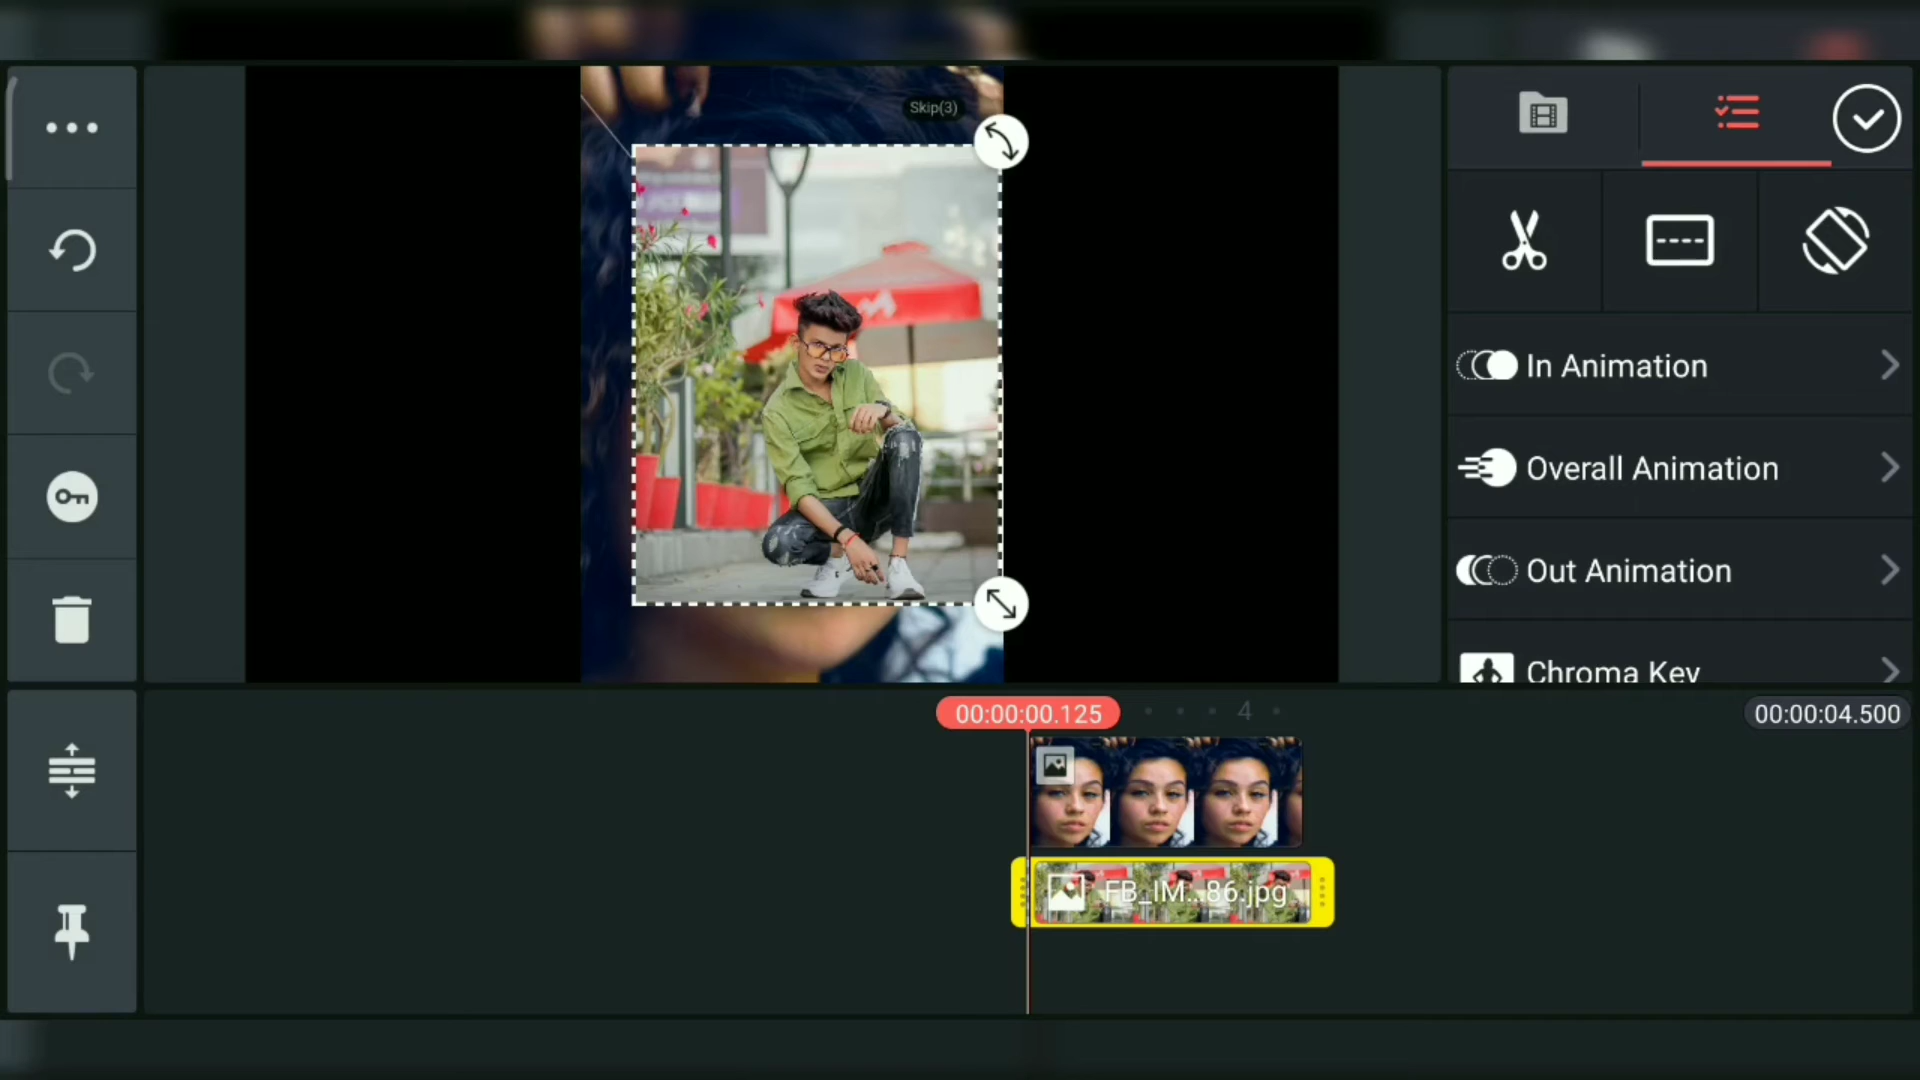 Skip(3)
In Animation
Overall Animation
Out Animation
Chroma Key
00:00:00.125
4
00:00:04.500
FB_IM...86.jpg